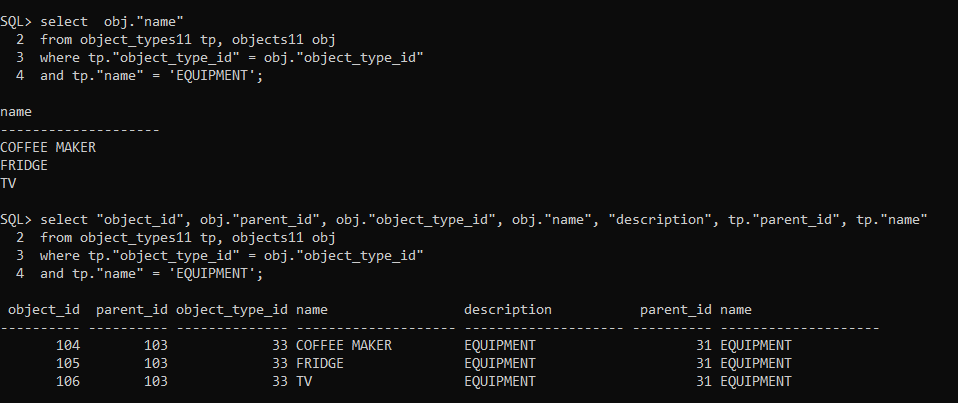 SQL> select  obj."name"
  2  from object_types11 tp, objects11 obj
  3  where tp."object_type_id" = obj."object_type_id"
  4  and tp."name" = 'EQUIPMENT';
name
--------------------
COFFEE MAKER
FRIDGE
TV
SQL> select "object_id", obj."parent_id", obj."object_type_id", obj."name", "description", tp."parent_id", tp."name"
  2  from object_types11 tp, objects11 obj
  3  where tp."object_type_id" = obj."object_type_id"
  4  and tp."name" = 'EQUIPMENT';
 object_id  parent_id object_type_id name                 description           parent_id name
---------- ---------- -------------- -------------------- -------------------- ---------- --------------------
       104        103             33 COFFEE MAKER         EQUIPMENT                    31 EQUIPMENT
       105        103             33 FRIDGE               EQUIPMENT                    31 EQUIPMENT
       106        103             33 TV                   EQUIPMENT                    31 EQUIPMENT